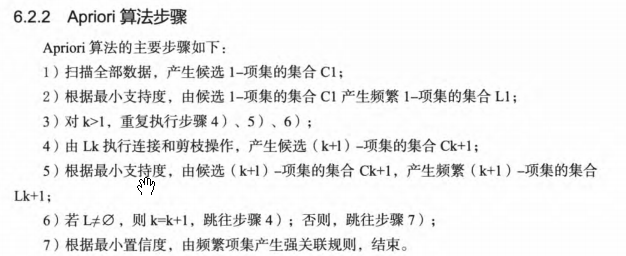 6.2.2 Apriori 算法步骤
Apriori 算法的主要步骤如下：
1）扫描全部数据，产生候选 1-项集的集合 C1；
2）根据最小支持度，由候选 1-项集的集合 C1 产生频繁 1-项集的集合 L1；
3）对 k>1，重复执行步骤 4）、5）、6）；
4）由 Lk 执行连接和剪枝操作，产生候选（k+1）-项集的集合 Ck+1；
5）根据最小支持度，由候选（k+1）-项集的集合 Ck+1，产生频繁（k+1）-项集的集合
Lk+1；
6）若 L≠∅，则 k=k+1，跳往步骤 4）；否则，跳往步骤 7）；
7）根据最小置信度，由频繁项集产生强关联规则，结束。